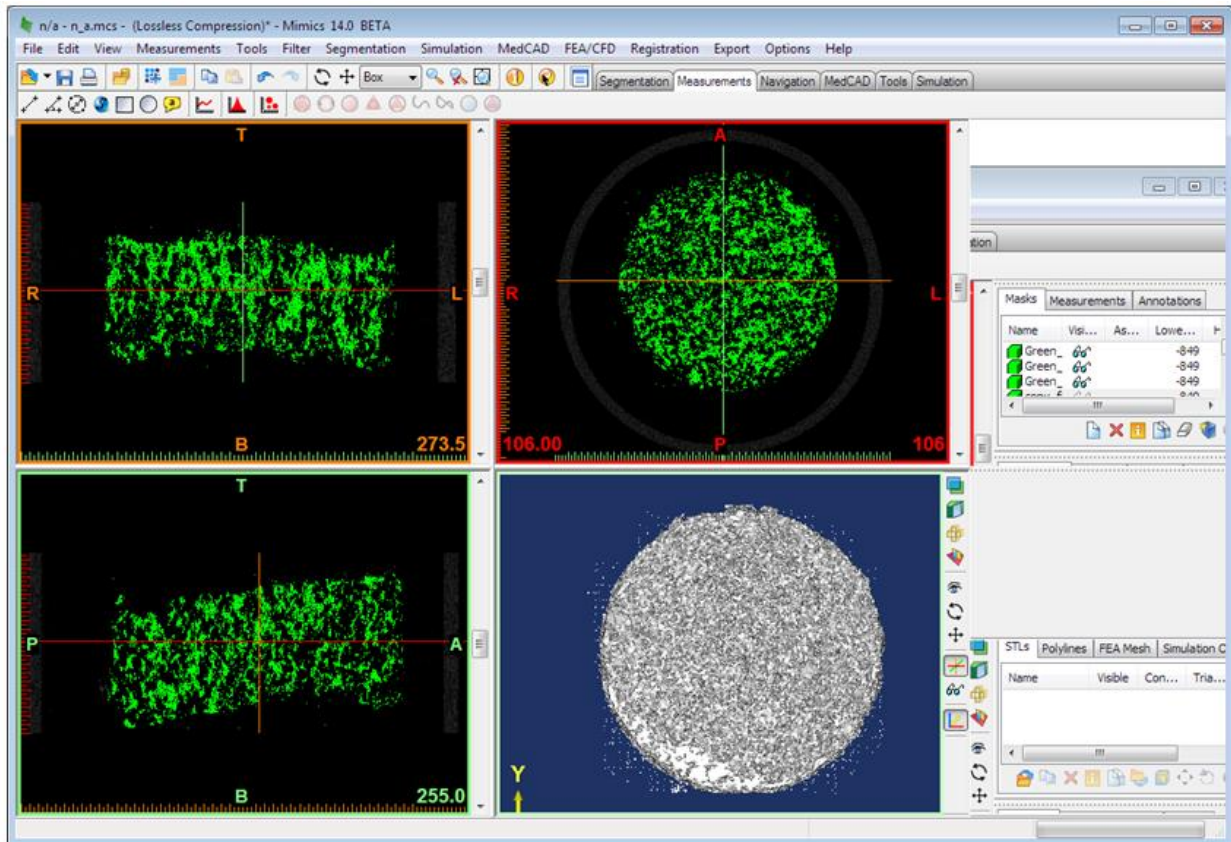 n/a - n_a.mcs - (Lossless Compression)* - Mimics 14.0 BETA
File Edit View Measurements Tools Filter Segmentation Simulation MedCAD FEA/CFD Registration Export Options Help
Box Segmentation Measurements Navigation MedCAD Tools Simulation
T
R L
B 273.5
A
R L
106.00 P 106
T
P A
B 255.0
Y
Masks Measurements Annotations
Name Visi... As... Lowe... H
Green_ -849
Green_ -849
Green_ -849
STLs Polylines FEA Mesh Simulation
Name Visible Con... Tria...